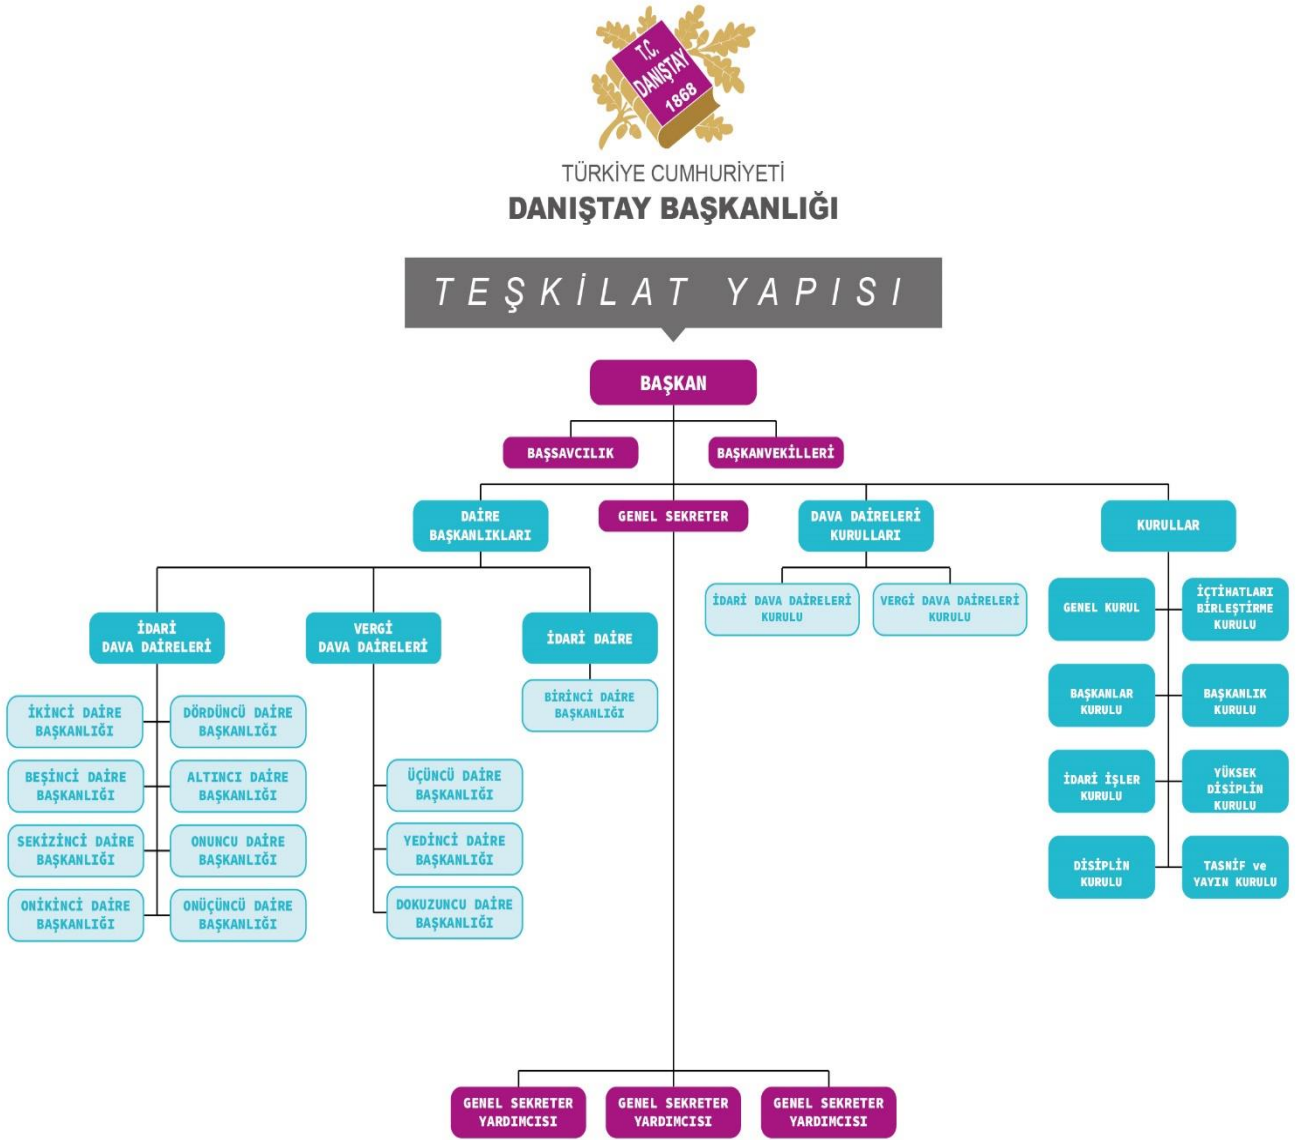 T.C.
DANIŞTAY
1868
TÜRKİYE CUMHURİYETİ
DANIŞTAY BAŞKANLIĞI
TEŞKİLAT YAPISI
BAŞKAN
BAŞSAVCILIK
BAŞKANVEKİLLERİ
DAİRE
BAŞKANLIKLARI
GENEL SEKRETER
DAVA DAİRELERİ
KURULLARI
KURULLAR
İDARİ DAVA DAİRELERİ
KURULU
VERGİ DAVA DAİRELERİ
KURULU
GENEL KURUL
İÇTİHATLARI
BİRLEŞTİRME
KURULU
İDARİ
DAVA DAİRELERİ
VERGİ
DAVA DAİRELERİ
İDARİ DAİRE
BİRİNCİ DAİRE
BAŞKANLIĞI
BAŞKANLAR
KURULU
BAŞKANLIK
KURULU
İKİNCİ DAİRE
BAŞKANLIĞI
DÖRDÜNCÜ DAİRE
BAŞKANLIĞI
BEŞİNCİ DAİRE
BAŞKANLIĞI
ALTINCI DAİRE
BAŞKANLIĞI
ÜÇÜNCÜ DAİRE
BAŞKANLIĞI
İDARİ İŞLER
KURULU
YÜKSEK
DİSİPLİN
KURULU
SEKİZİNCİ DAİRE
BAŞKANLIĞI
ONUNCU DAİRE
BAŞKANLIĞI
YEDİNCİ DAİRE
BAŞKANLIĞI
DİSİPLİN
KURULU
TASNİF ve
YAYIN KURULU
ONİKİNCİ DAİRE
BAŞKANLIĞI
ONÜÇÜNCÜ DAİRE
BAŞKANLIĞI
DOKUZUNCU DAİRE
BAŞKANLIĞI
GENEL SEKRETER
YARDIMCISI
GENEL SEKRETER
YARDIMCISI
GENEL SEKRETER
YARDIMCISI